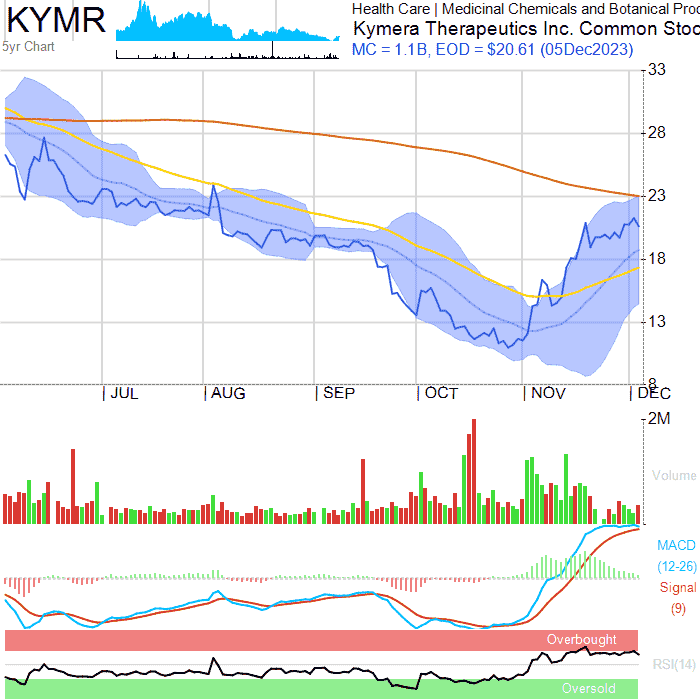 KYMR
5yr Chart
Health Care | Medicinal Chemicals and Botanical Prod
Kymera Therapeutics Inc. Common Stoc
MC = 1.1B, EOD = $20.61 (05Dec2023)
33
28
23
18
13
8
JUL AUG SEP OCT NOV DEC
2M
Volume
MACD
(12-26)
Signal
(9)
Overbought
RSI(14)
Oversold